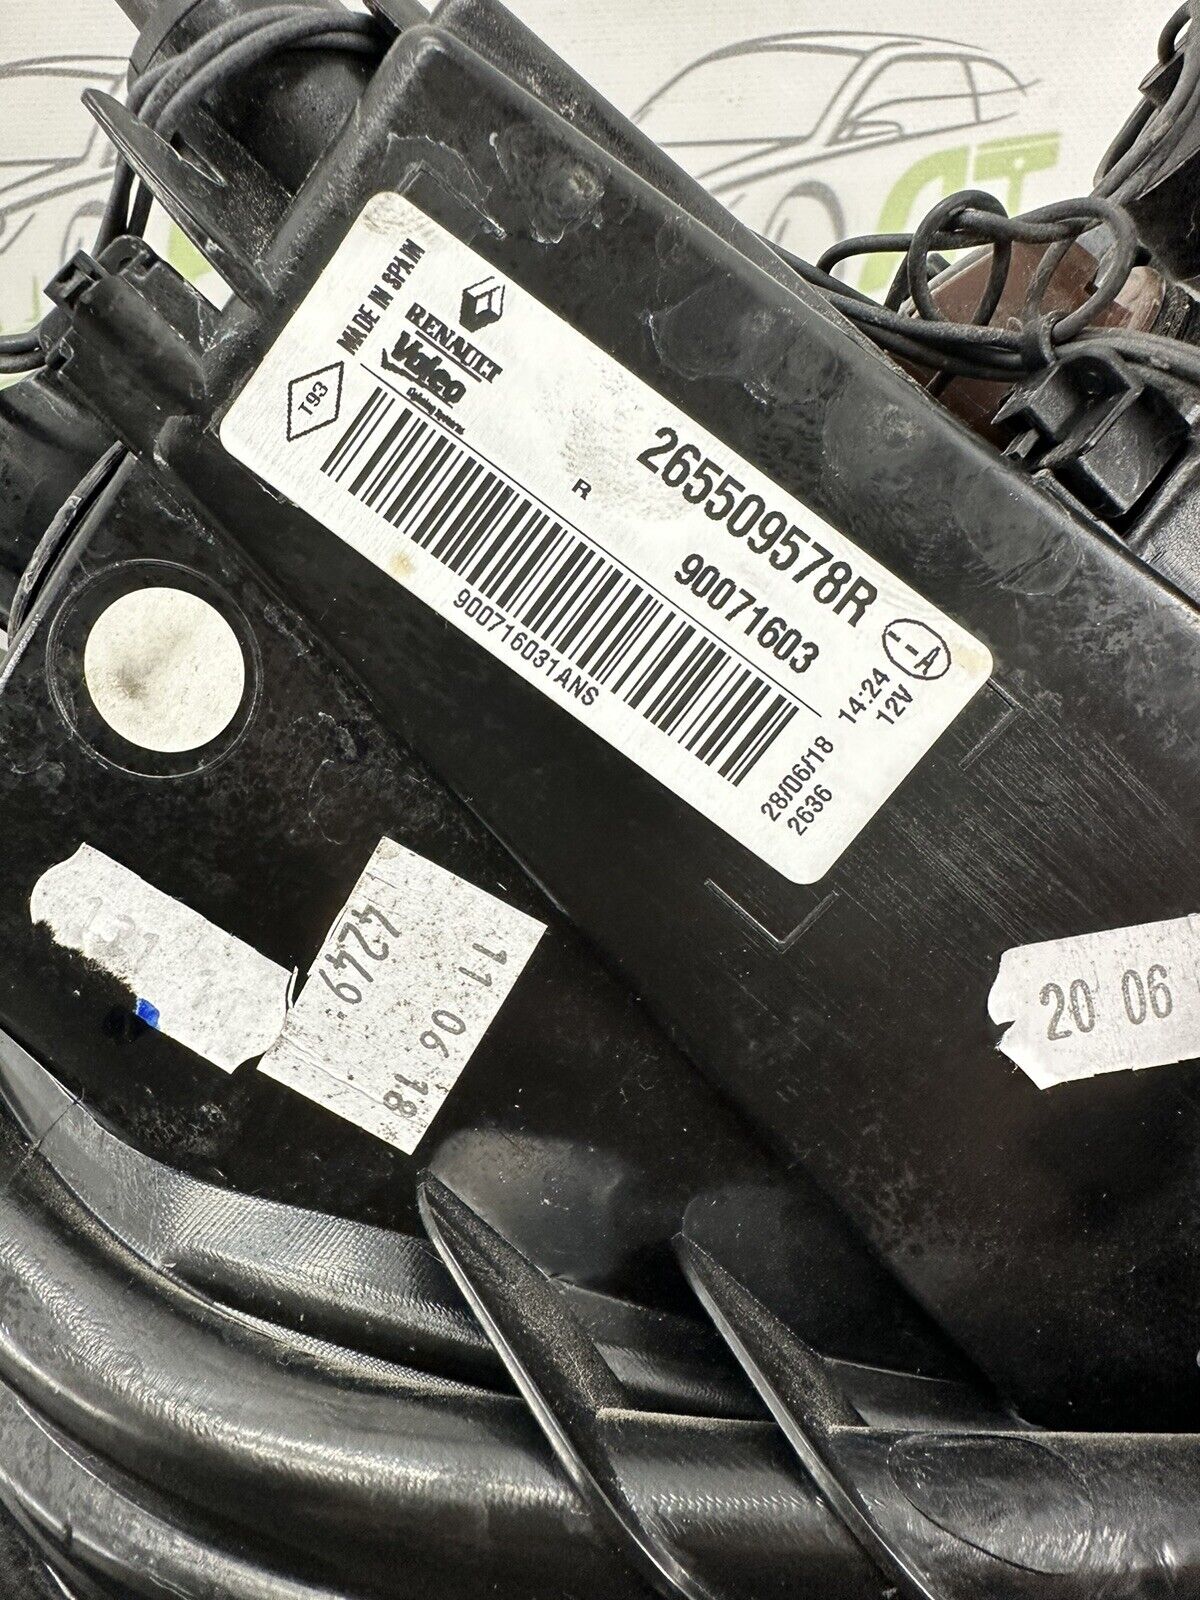 MADE IN SPAIN
RENAULT
Valeo
T93
R
265509578R
90071603
900716031ANS
28/06/18 14:24
2636 12V
A
4249
11 06 18
20 06